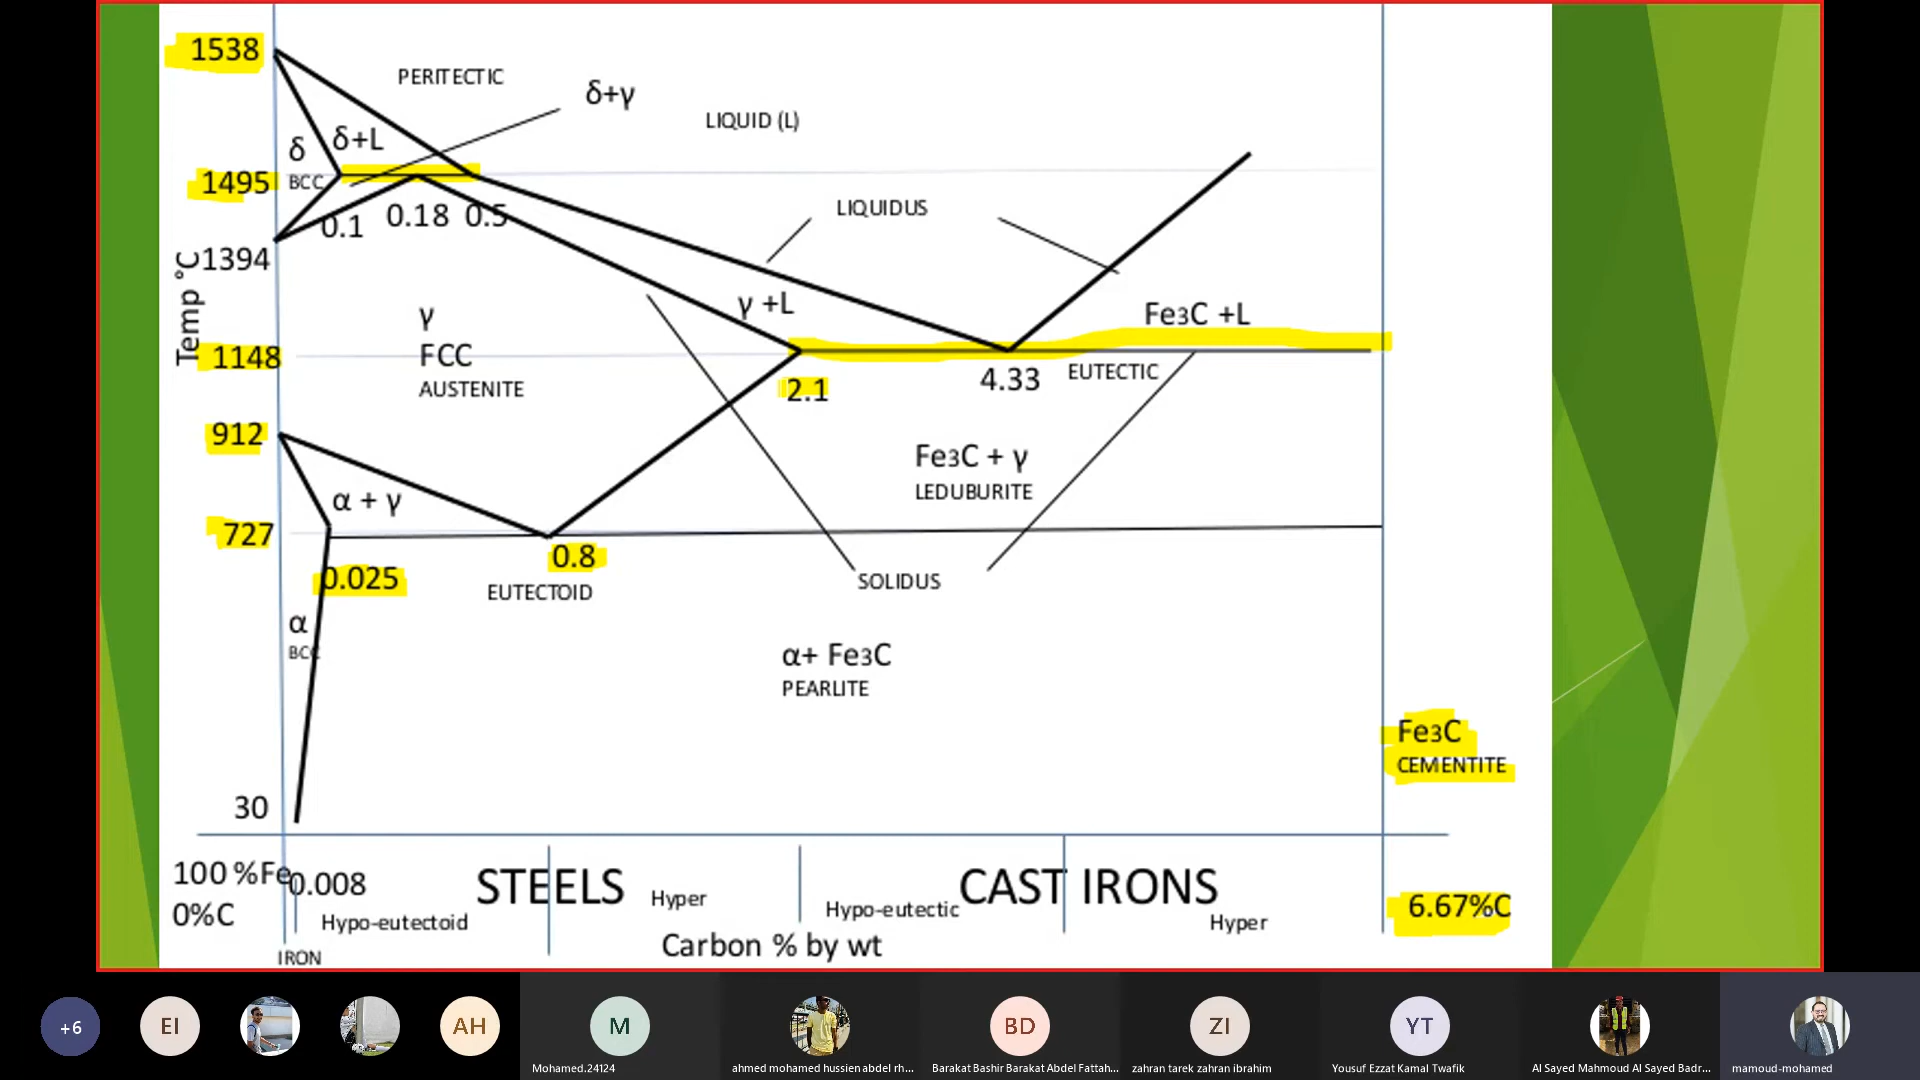 1538
PERITECTIC
δ+γ
LIQUID (L)
δ+L
δ
BCC
1495
0.1
0.18
0.5
LIQUIDUS
1394
Temp °C
γ +L
Fe3C +L
γ
FCC
AUSTENITE
1148
2.1
4.33
EUTECTIC
912
Fe3C + γ
LEDUBURITE
α + γ
727
0.8
0.025
EUTECTOID
SOLIDUS
α
BCC
α+ Fe3C
PEARLITE
Fe3C
CEMENTITE
30
100 %Fe
0%C
0.008
STEELS
Hyper
CAST IRONS
Hypo-eutectoid
Hypo-eutectic
Hyper
6.67%C
Carbon % by wt
IRON
+6
EI
AH
M
BD
ZI
YT
Mohamed.24124
ahmed mohamed hussien abdel rh...
Barakat Bashir Barakat Abdel Fattah...
zahran tarek zahran ibrahim
Yousuf Ezzat Kamal Twafik
Al Sayed Mahmoud Al Sayed Badr...
mamoud-mohamed